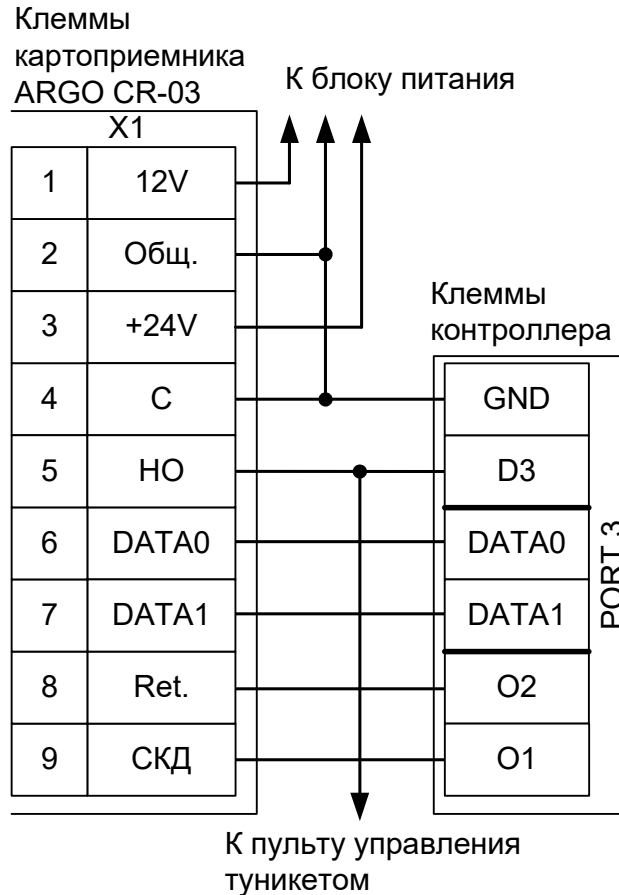 Клеммы
картоприемника
ARGO CR-03
К блоку питания
X1
1 12V
2 Общ.
3 +24V
4 C
5 НО
6 DATA0
7 DATA1
8 Ret.
9 СКД
Клеммы
контроллера
GND
D3
DATA0
DATA1
O2
O1
PORT 3
К пульту управления
туникетом